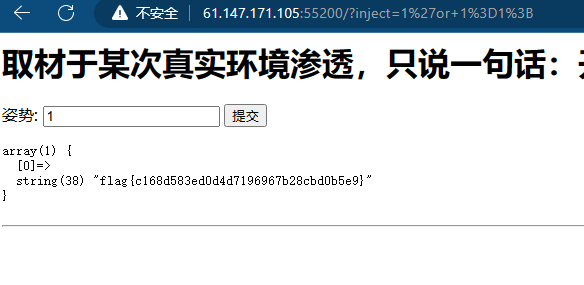 不安全 61.147.171.105:55200/?inject=1%27or+1%3D1%3B
取材于某次真实环境渗透，只说一句话：
姿势: 1 提交
array(1) {
[0]=>
string(38) "flag{c168d583ed0d4d7196967b28cbd0b5e9}"
}